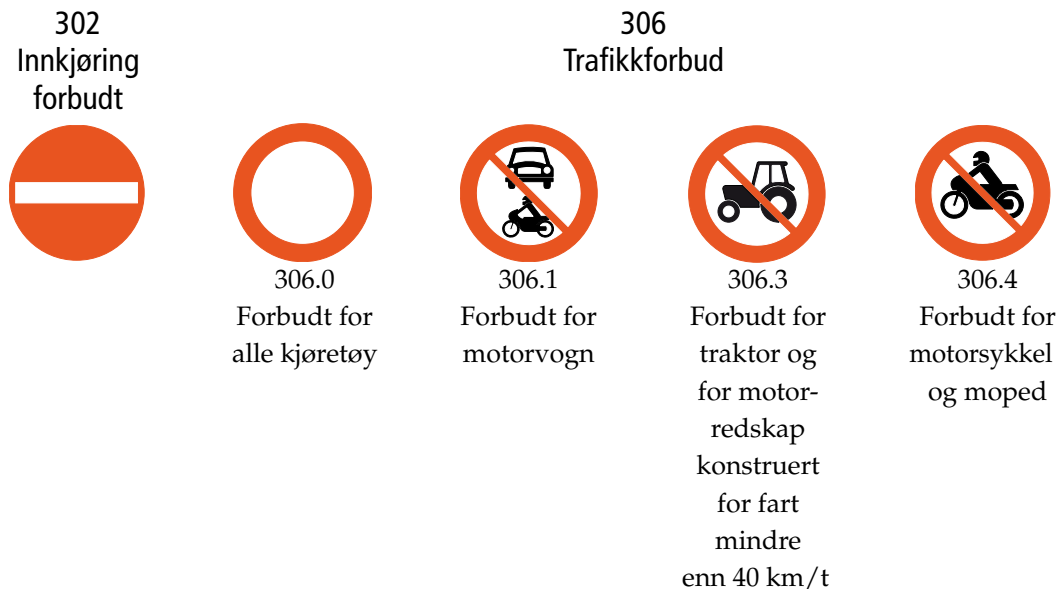 302
Innkjøring
forbudt
306
Trafikkforbud
306.0
Forbudt for
alle kjøretøy
306.1
Forbudt for
motorvogn
306.3
Forbudt for
traktor og
for motor-
redskap
konstruert
for fart
mindre
enn 40 km/t
306.4
Forbudt for
motorsykkel
og moped